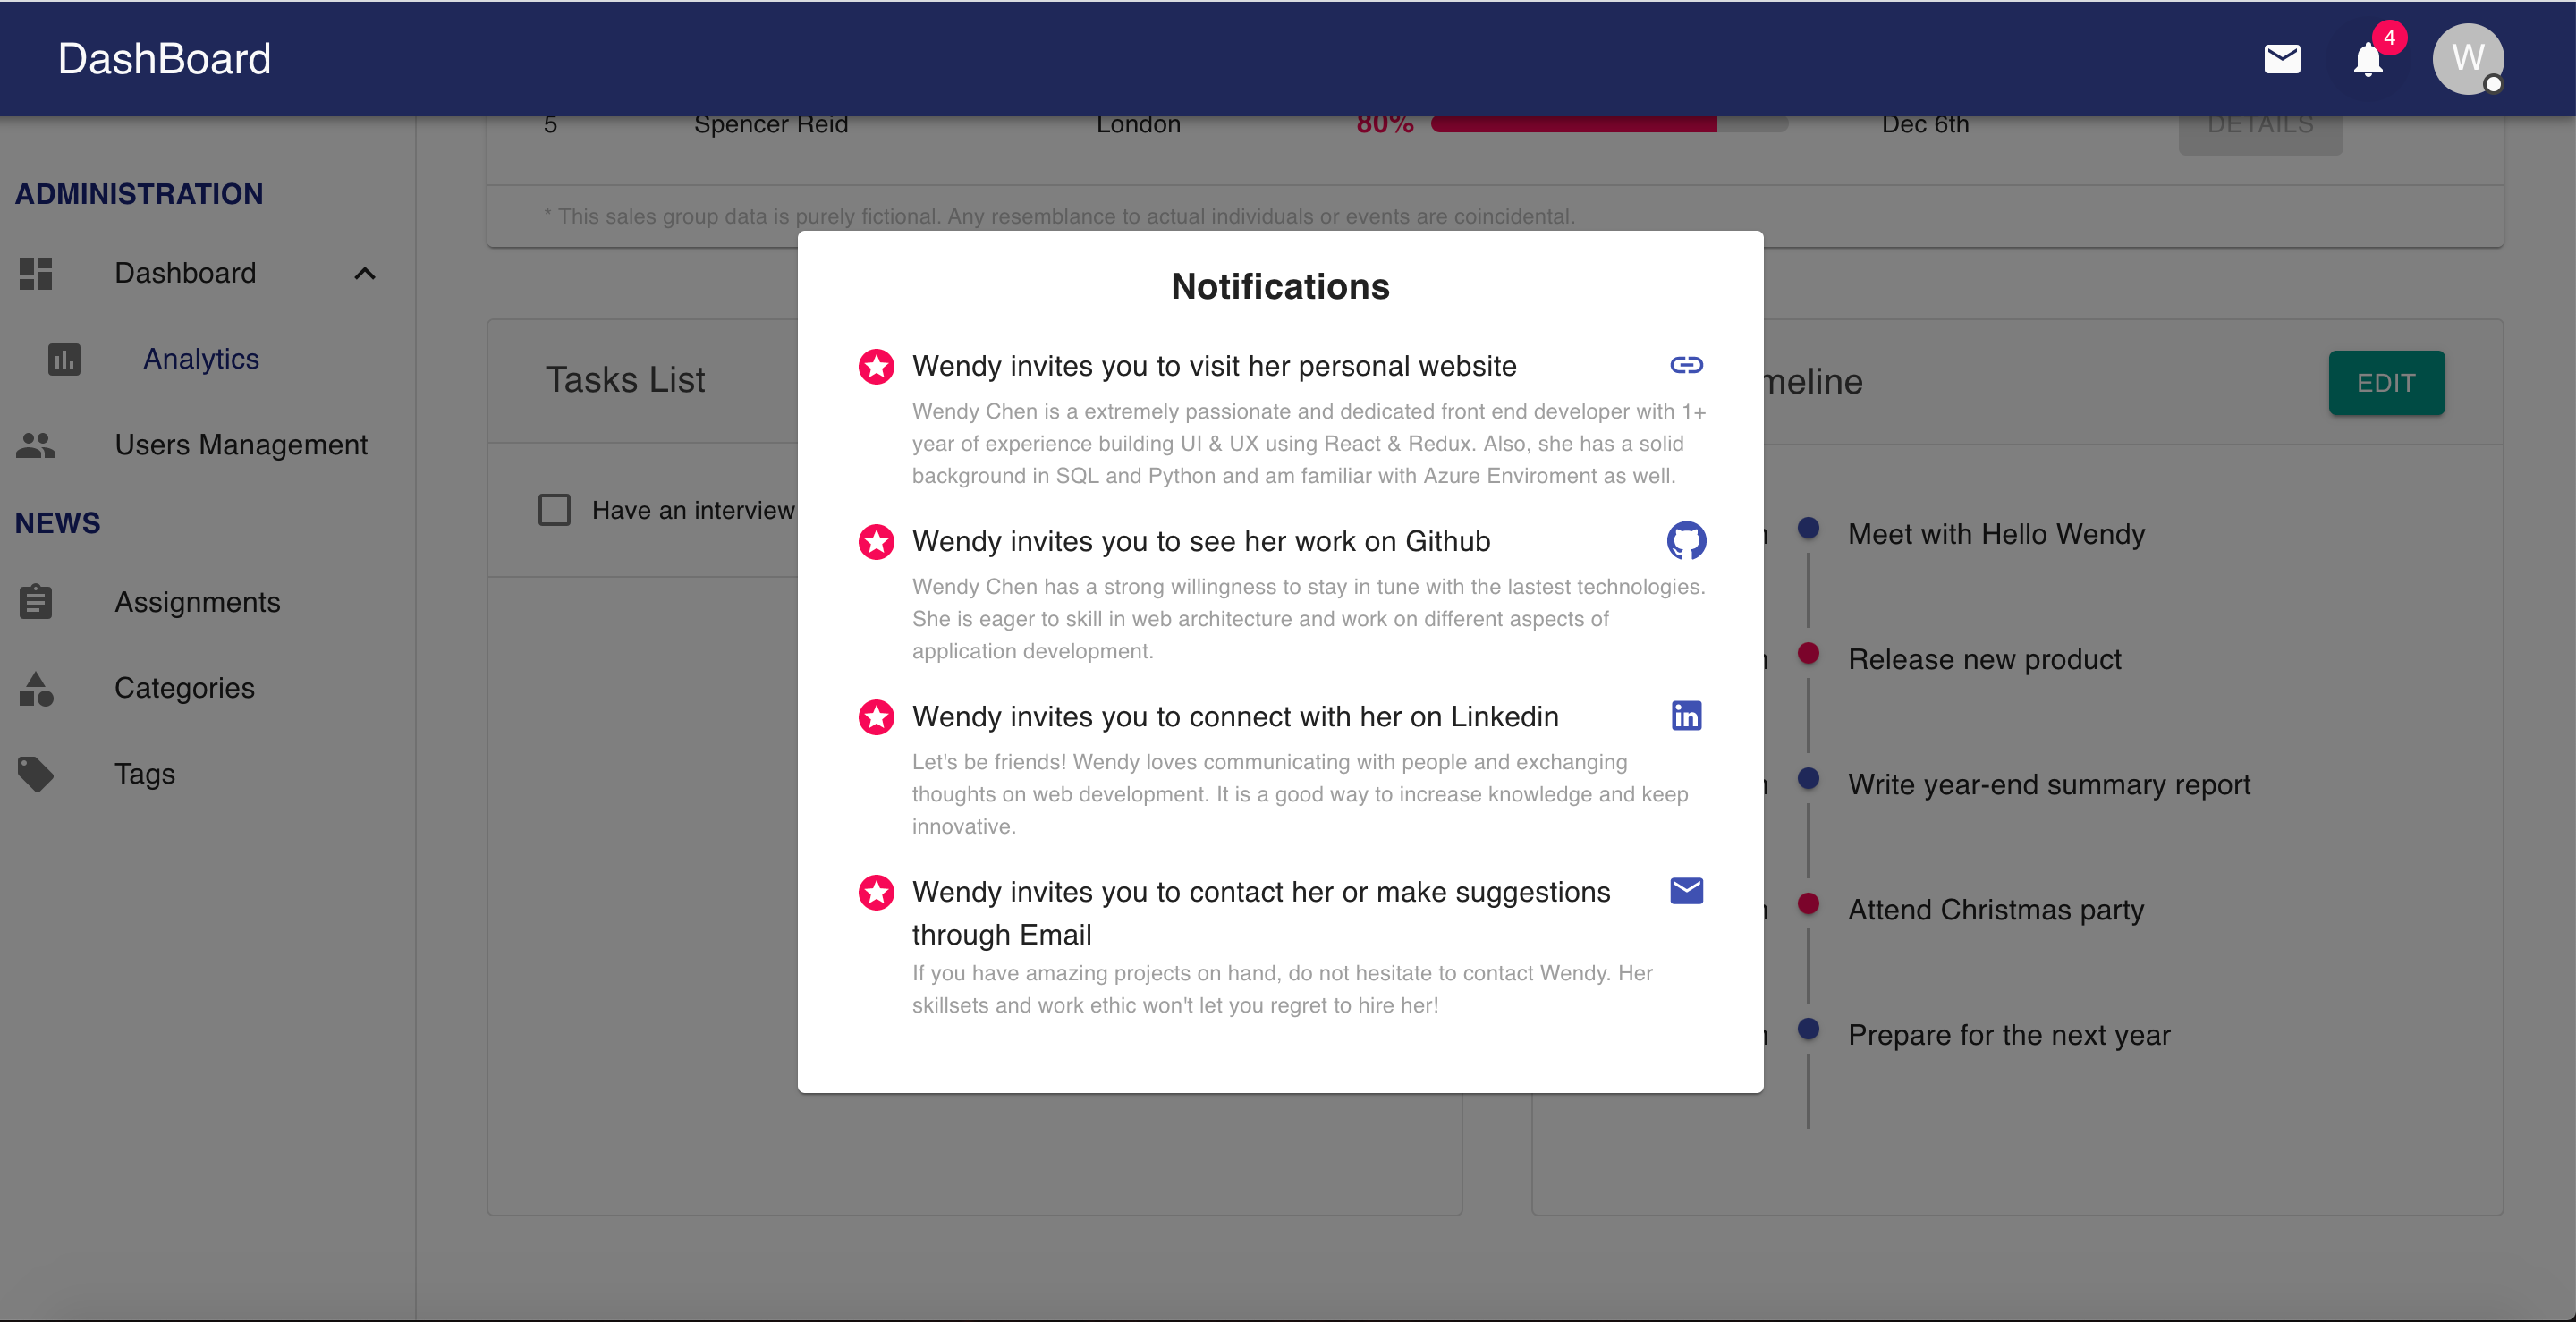 DashBoard
4
W
5 Spencer Reid London 80% Dec 6th DETAILS
* This sales group data is purely fictional. Any resemblance to actual individuals or events are coincidental.
ADMINISTRATION
Dashboard
Analytics
Users Management
NEWS
Assignments
Categories
Tags
Tasks List
Have an interview
Notifications
Wendy invites you to visit her personal website
Wendy Chen is a extremely passionate and dedicated front end developer with 1+
year of experience building UI & UX using React & Redux. Also, she has a solid
background in SQL and Python and am familiar with Azure Enviroment as well.
Wendy invites you to see her work on Github
Wendy Chen has a strong willingness to stay in tune with the lastest technologies.
She is eager to skill in web architecture and work on different aspects of
application development.
Wendy invites you to connect with her on Linkedin
in
Let's be friends! Wendy loves communicating with people and exchanging
thoughts on web development. It is a good way to increase knowledge and keep
innovative.
Wendy invites you to contact her or make suggestions
through Email
If you have amazing projects on hand, do not hesitate to contact Wendy. Her
skillsets and work ethic won't let you regret to hire her!
meline
EDIT
Meet with Hello Wendy
Release new product
Write year-end summary report
Attend Christmas party
Prepare for the next year